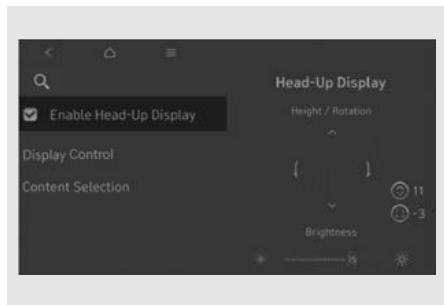 Head-Up Display
Enable Head-Up Display
Height / Rotation
Display Control
Content Selection
11
-3
Brightness
15